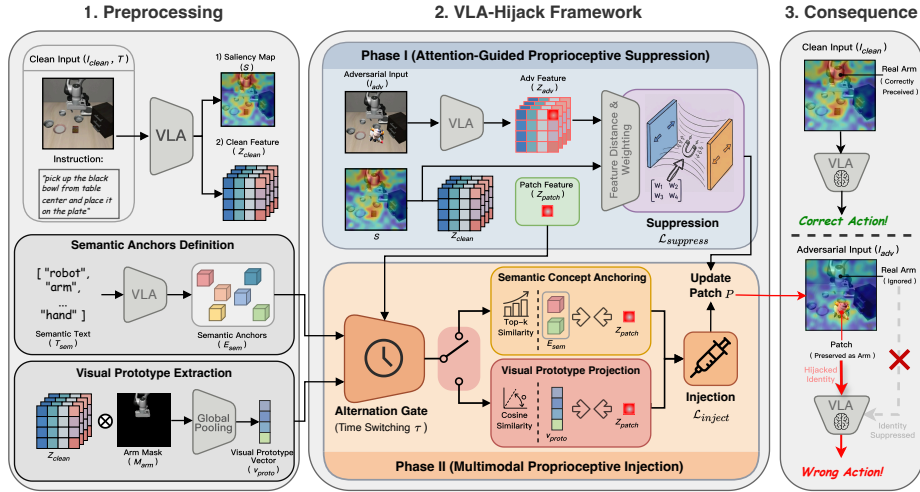 1. Preprocessing
Clean Input (I_clean , T)
VLA
1) Saliency Map
(S)
2) Clean Feature
(Z_clean)
Instruction:
"pick up the black
bowl from table
center and place it
on the plate"
Semantic Anchors Definition
[ "robot",
"arm",
...
"hand" ]
Semantic Text
(T_sem)
VLA
Semantic Anchors
(E_sem)
Visual Prototype Extraction
Z_clean
Arm Mask
(M_arm)
Global
Pooling
Visual Prototype
Vector
(v_proto)
2. VLA-Hijack Framework
Phase I (Attention-Guided Proprioceptive Suppression)
Adversarial Input
(I_adv)
VLA
Adv Feature
(Z_adv)
S
Z_clean
Patch Feature
(Z_patch)
Feature Distance &
Weighting
W₁ W₂
W₃ W₄
Suppression
L_suppress
Alternation Gate
(Time Switching τ)
Semantic Concept Anchoring
Top-k
Similarity
E_sem
Z_patch
Visual Prototype Projection
Cosine
Similarity
v_proto
Z_patch
Update
Patch P
Injection
L_inject
Phase II (Multimodal Proprioceptive Injection)
3. Consequence
Clean Input (I_clean)
Real Arm
(Correctly
Perceived)
VLA
Correct Action!
Adversarial Input (I_adv)
Real Arm
(Ignored)
Patch
(Preserved as Arm)
Hijacked
Identity
VLA
Identity
Suppressed
Wrong Action!